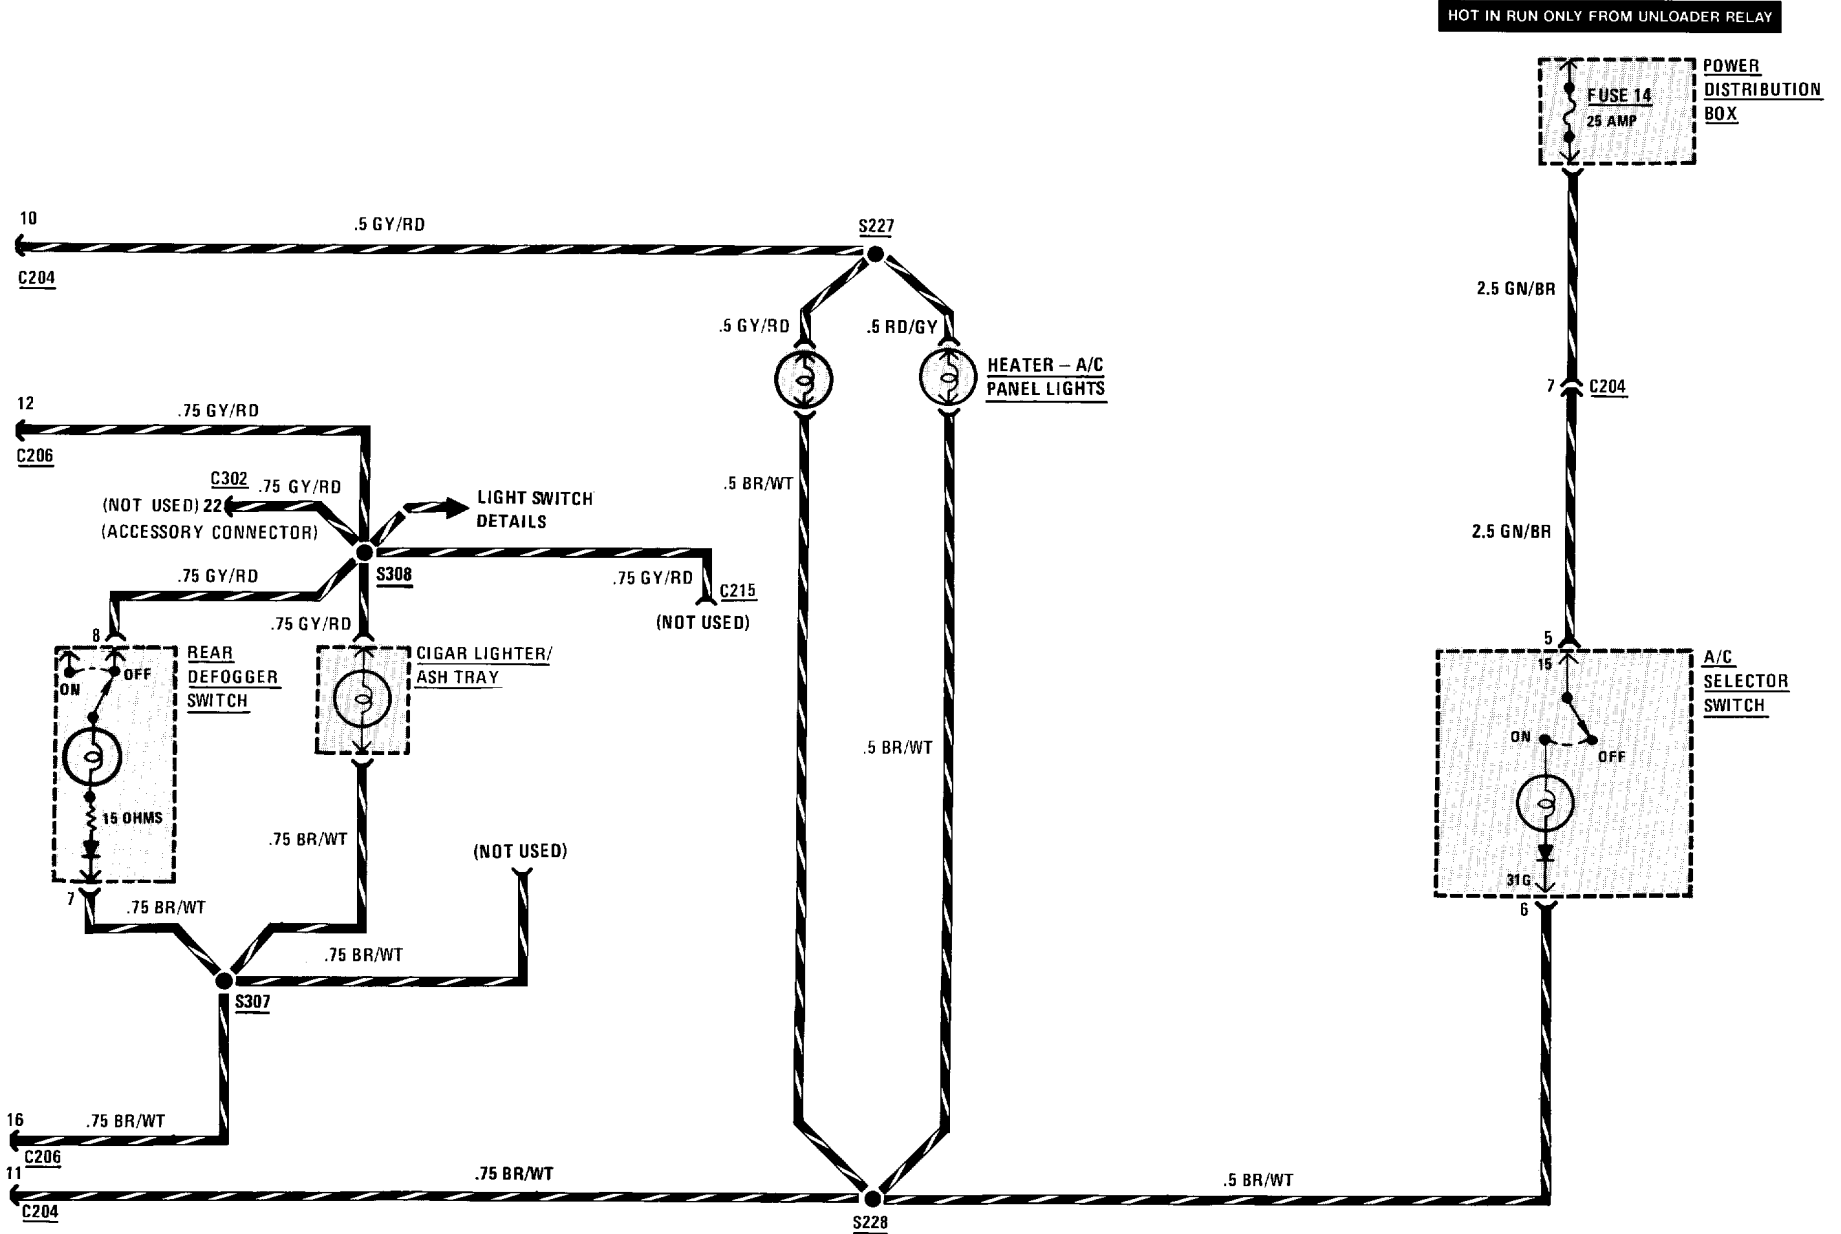 HOT IN RUN ONLY FROM UNLOADER RELAY
POWER
DISTRIBUTION
BOX
FUSE 14
25 AMP
10
.5 GY/RD
S227
C204
2.5 GN/BR
.5 GY/RD
.5 RD/GY
HEATER – A/C
PANEL LIGHTS
7
C204
12
.75 GY/RD
C206
C302
.75 GY/RD
(NOT USED) 22
(ACCESSORY CONNECTOR)
LIGHT SWITCH
DETAILS
.5 BR/WT
2.5 GN/BR
.75 GY/RD
S308
.75 GY/RD
C215
(NOT USED)
.75 GY/RD
8
REAR
DEFOGGER
SWITCH
ON
OFF
15 OHMS
7
CIGAR LIGHTER/
ASH TRAY
5
15
A/C
SELECTOR
SWITCH
ON
OFF
31G
6
.5 BR/WT
.75 BR/WT
(NOT USED)
.75 BR/WT
.75 BR/WT
S307
16
.75 BR/WT
C206
11
.75 BR/WT
.5 BR/WT
C204
S228